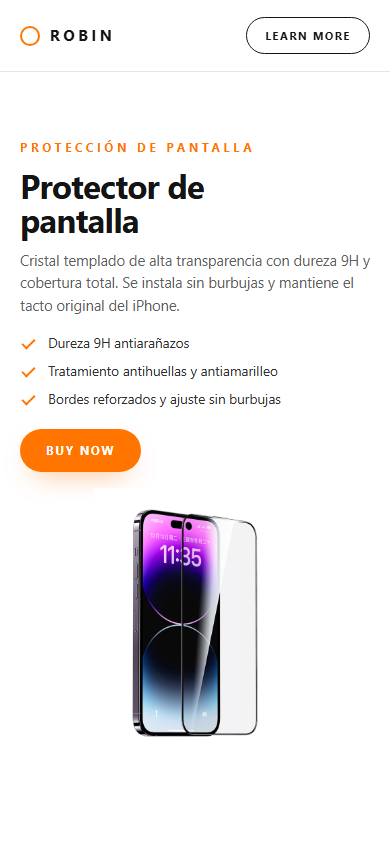 ROBIN
LEARN MORE
PROTECCIÓN DE PANTALLA
Protector de
pantalla
Cristal templado de alta transparencia con dureza 9H y
cobertura total. Se instala sin burbujas y mantiene el
tacto original del iPhone.
Dureza 9H antiarañazos
Tratamiento antihuellas y antiamarilleo
Bordes reforzados y ajuste sin burbujas
BUY NOW
11:35